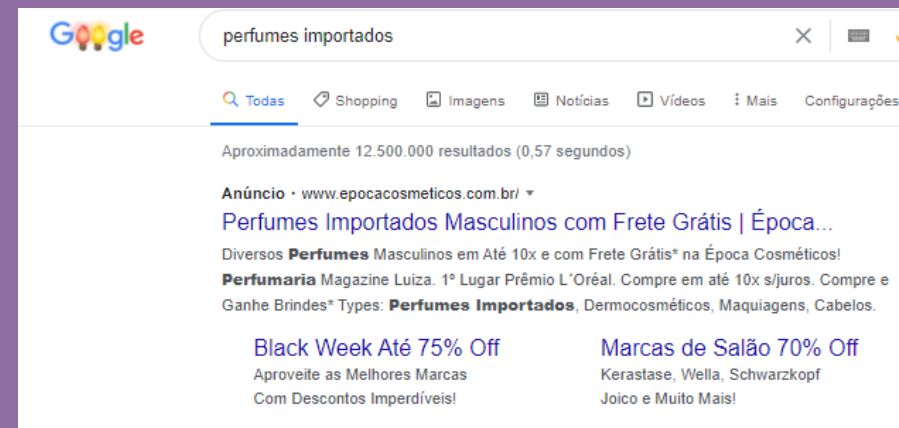 Google
perfumes importados
Todas Shopping Imagens Notícias Vídeos Mais Configurações
Aproximadamente 12.500.000 resultados (0,57 segundos)
Anúncio · www.epocacosmeticos.com.br/
Perfumes Importados Masculinos com Frete Grátis | Época...
Diversos Perfumes Masculinos em Até 10x e com Frete Grátis* na Época Cosméticos!
Perfumaria Magazine Luiza. 1º Lugar Prêmio L´Oréal. Compre em até 10x s/juros. Compre e
Ganhe Brindes* Types: Perfumes Importados, Dermocosméticos, Maquiagens, Cabelos.
Black Week Até 75% Off
Aproveite as Melhores Marcas
Com Descontos Imperdíveis!
Marcas de Salão 70% Off
Kerastase, Wella, Schwarzkopf
Joico e Muito Mais!